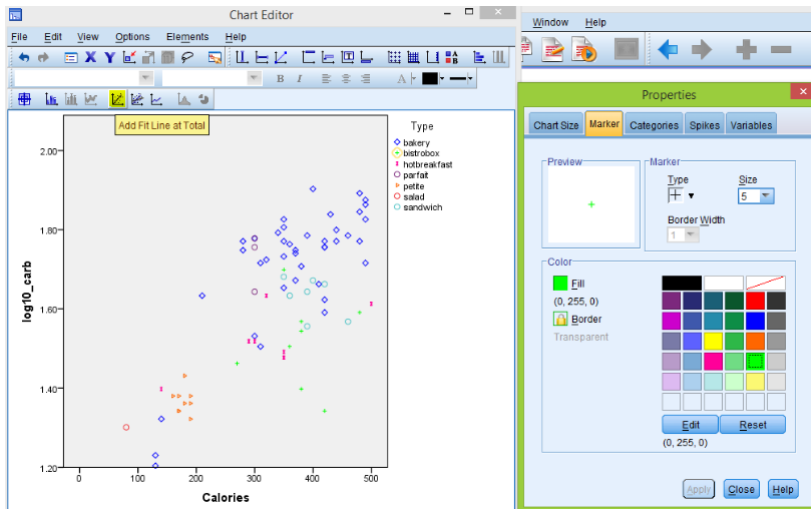 Chart Editor
File Edit View Options Elements Help
X Y
B I A
Add Fit Line at Total
Type
bakery
bistrobox
hotbreakfast
parfait
petite
salad
sandwich
2.00
1.80
1.60
1.40
1.20
log10_carb
0 100 200 300 400 500
Calories
Window Help
Properties
Chart Size Marker Categories Spikes Variables
Preview
Marker
Type Size
5
Border Width
1
Color
Fill
(0, 255, 0)
Border
Transparent
Edit Reset
(0, 255, 0)
Apply Close Help